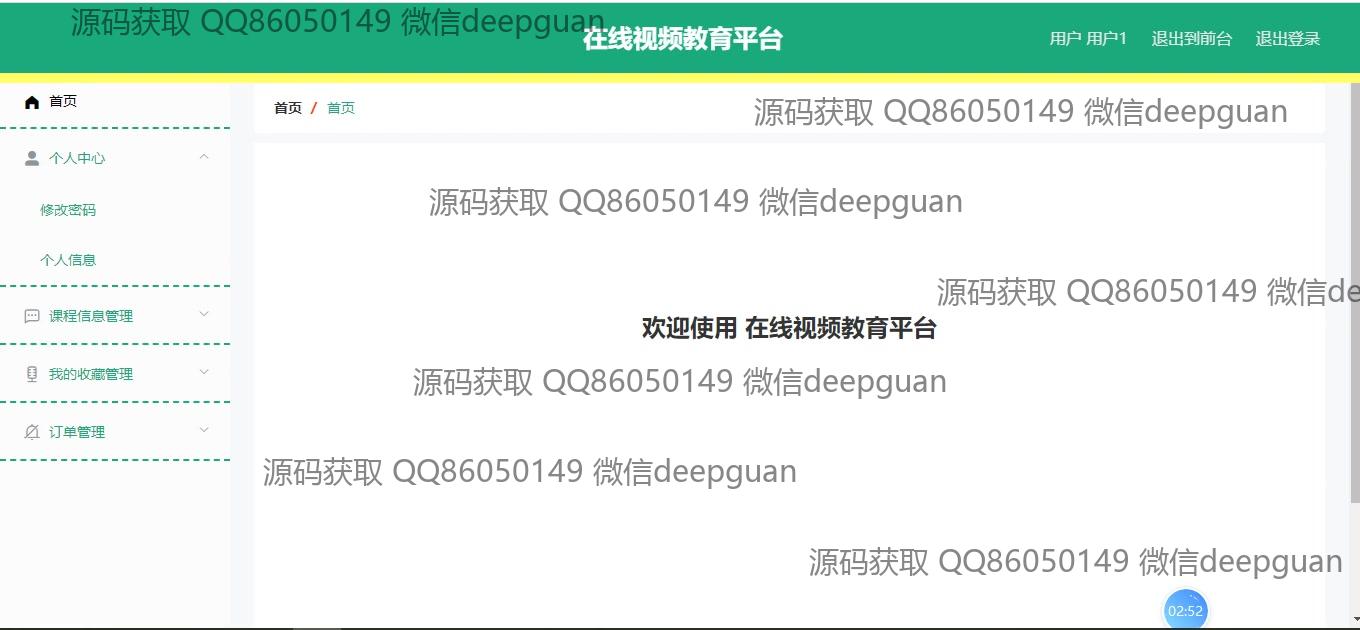 源码获取 QQ86050149 微信deepguan
在线视频教育平台
用户 用户1 退出到前台 退出登录
首页
首页 / 首页
源码获取 QQ86050149 微信deepguan
个人中心
修改密码
源码获取 QQ86050149 微信deepguan
个人信息
源码获取 QQ86050149 微信de
课程信息管理
欢迎使用 在线视频教育平台
我的收藏管理
源码获取 QQ86050149 微信deepguan
订单管理
源码获取 QQ86050149 微信deepguan
源码获取 QQ86050149 微信deepguan
02:52